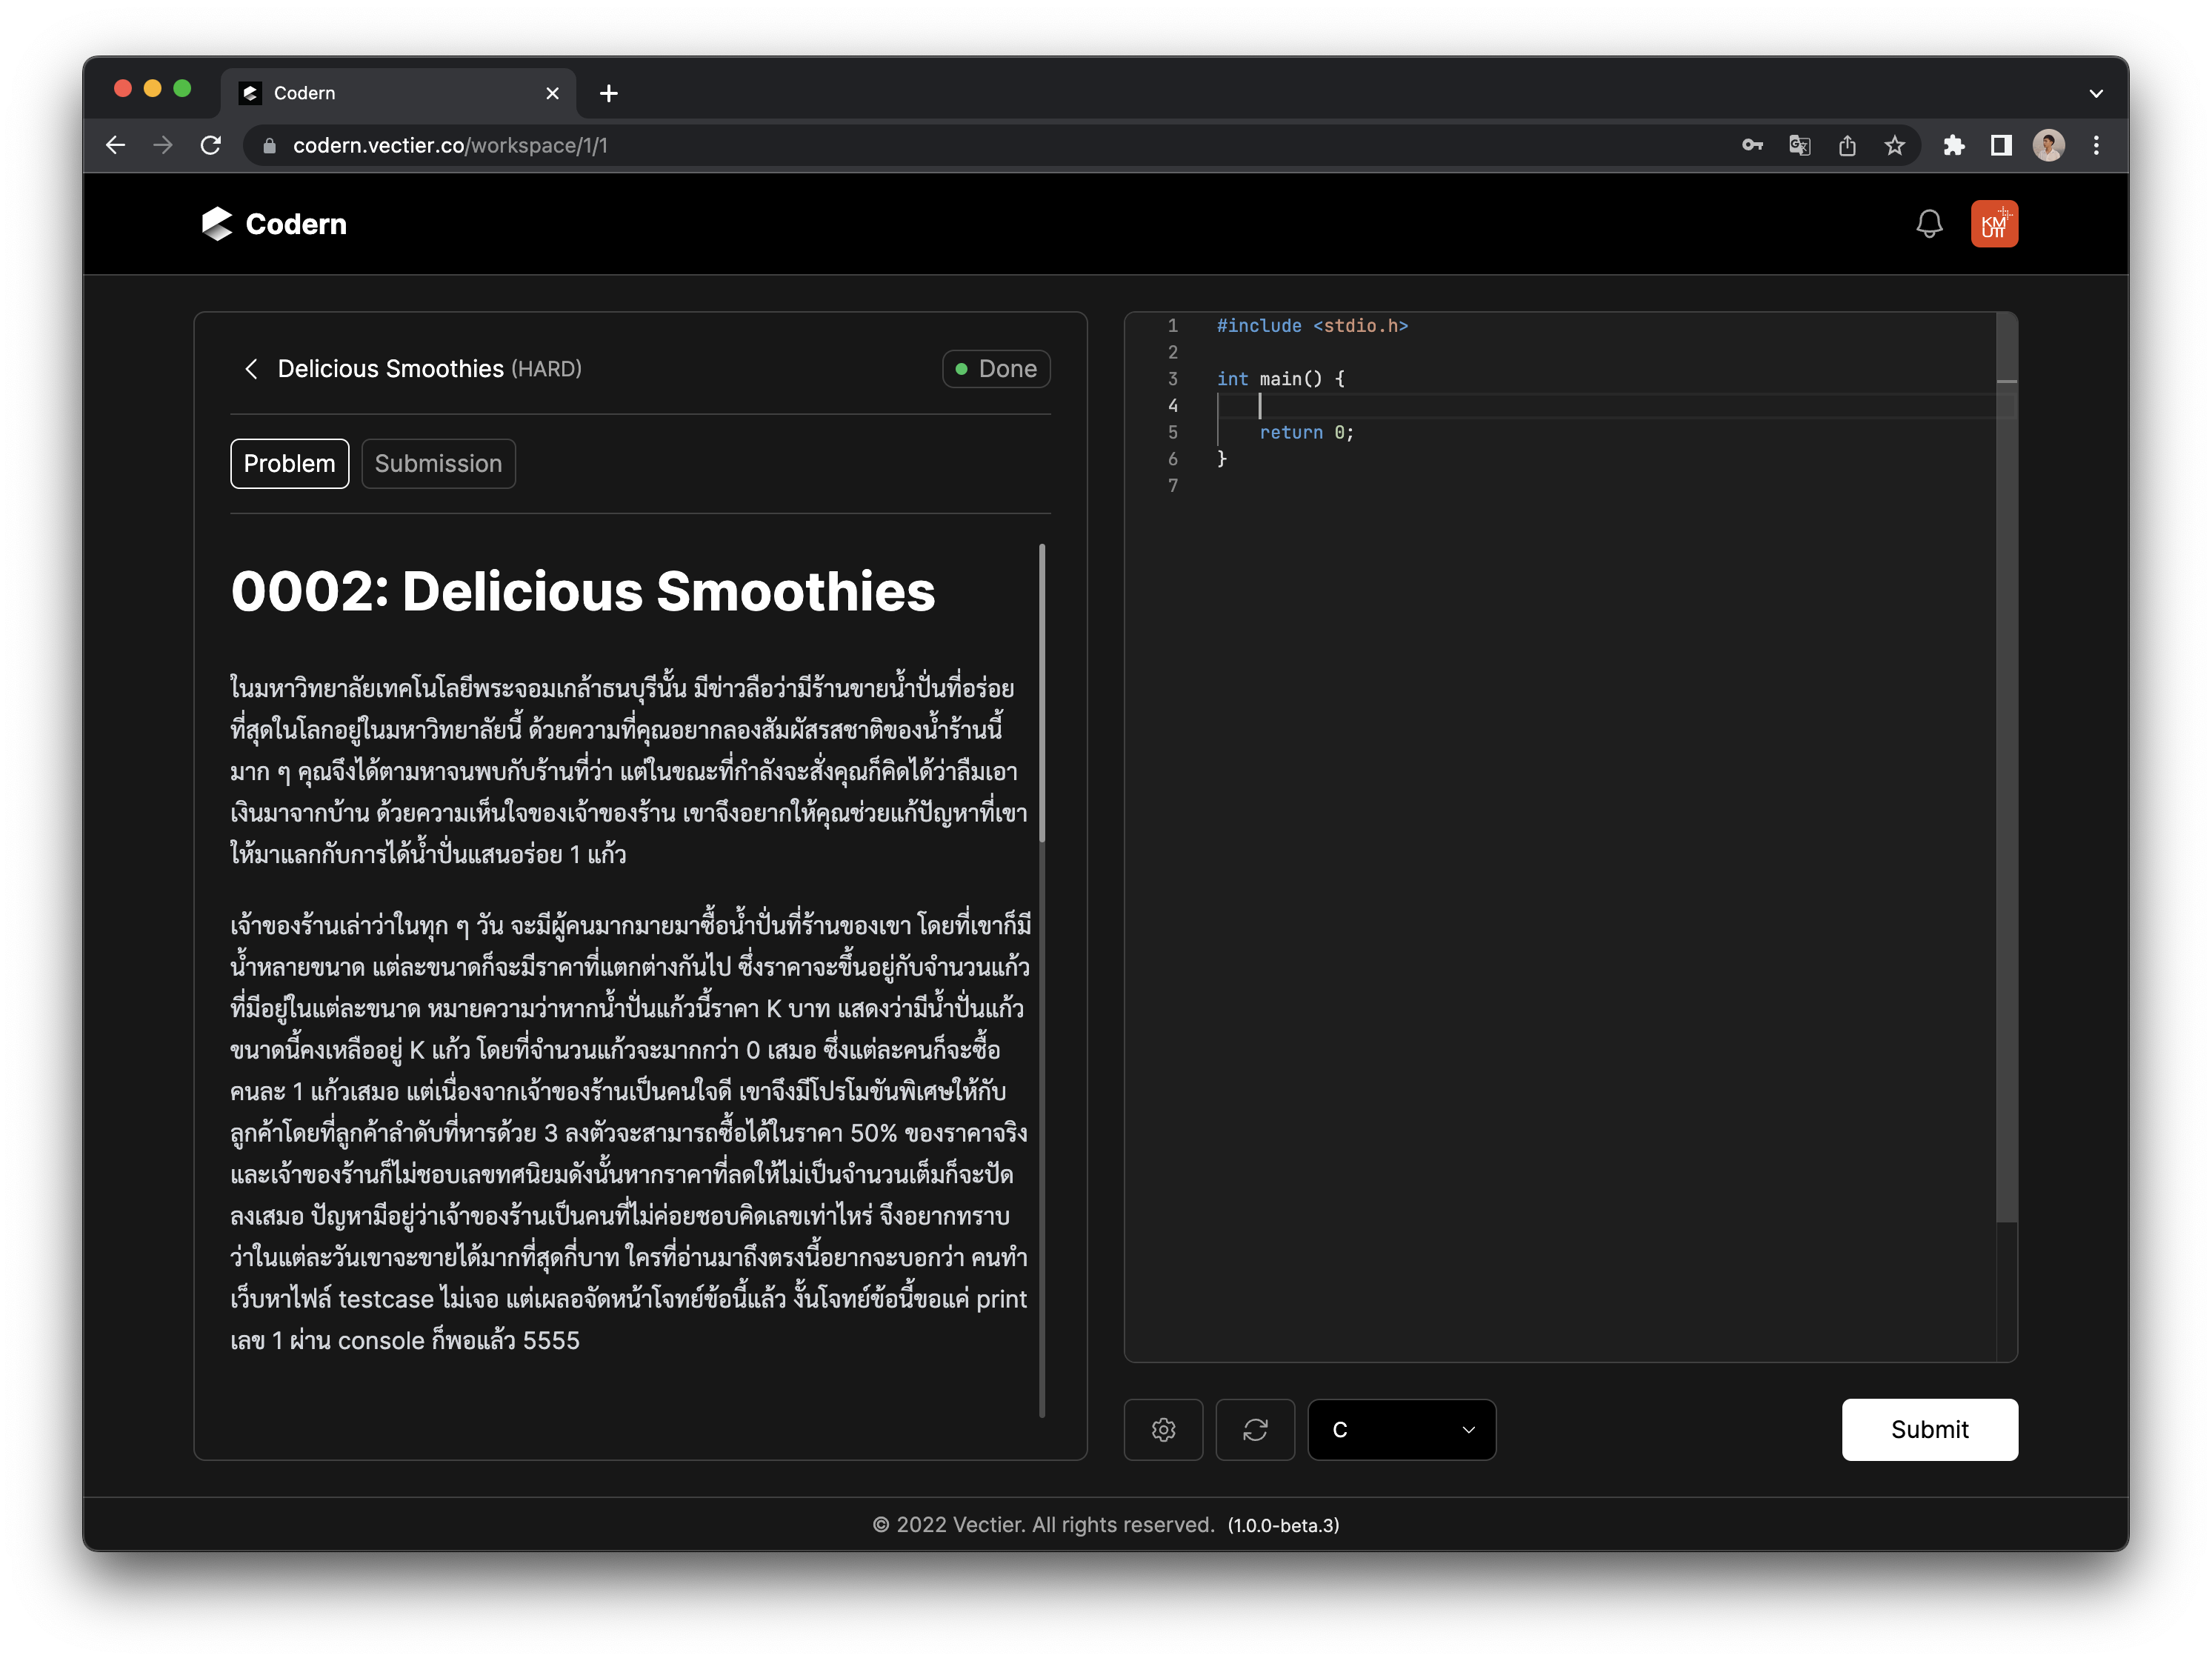 Codern
codern.vectier.co/workspace/1/1
Codern
KM
UTT
Delicious Smoothies (HARD)
Done
Problem
Submission
0002: Delicious Smoothies
ในมหาวิทยาลัยเทคโนโลยีพระจอมเกล้าธนบุรีนั้น มีข่าวลือว่ามีร้านขายน้ำปั่นที่อร่อย
ที่สุดในโลกอยู่ในมหาวิทยาลัยนี้ ด้วยความที่คุณอยากลองสัมผัสรสชาติของน้ำร้านนี้
มาก ๆ คุณจึงได้ตามหาจนพบกับร้านที่ว่า แต่ในขณะที่กำลังจะสั่งคุณก็คิดได้ว่าลืมเอา
เงินมาจากบ้าน ด้วยความเห็นใจของเจ้าของร้าน เขาจึงอยากให้คุณช่วยแก้ปัญหาที่เขา
ให้มาแลกกับการได้น้ำปั่นแสนอร่อย 1 แก้ว
เจ้าของร้านเล่าว่าในทุก ๆ วัน จะมีผู้คนมากมายมาซื้อน้ำปั่นที่ร้านของเขา โดยที่เขาก็มี
น้ำหลายขนาด แต่ละขนาดก็จะมีราคาที่แตกต่างกันไป ซึ่งราคาจะขึ้นอยู่กับจำนวนแก้ว
ที่มีอยู่ในแต่ละขนาด หมายความว่าหากน้ำปั่นแก้วนี้ราคา K บาท แสดงว่ามีน้ำปั่นแก้ว
ขนาดนี้คงเหลืออยู่ K แก้ว โดยที่จำนวนแก้วจะมากกว่า 0 เสมอ ซึ่งแต่ละคนก็จะซื้อ
คนละ 1 แก้วเสมอ แต่เนื่องจากเจ้าของร้านเป็นคนใจดี เขาจึงมีโปรโมชันพิเศษให้กับ
ลูกค้าโดยที่ลูกค้าลำดับที่หารด้วย 3 ลงตัวจะสามารถซื้อได้ในราคา 50% ของราคาจริง
และเจ้าของร้านก็ไม่ชอบเลขทศนิยมดังนั้นหากราคาที่ลดให้ไม่เป็นจำนวนเต็มก็จะปัด
ลงเสมอ ปัญหามีอยู่ว่าเจ้าของร้านเป็นคนที่ไม่ค่อยชอบคิดเลขเท่าไหร่ จึงอยากทราบ
ว่าในแต่ละวันเขาจะขายได้มากที่สุดกี่บาท ใครที่อ่านมาถึงตรงนี้อยากจะบอกว่า คนทำ
เว็บหาไฟล์ testcase ไม่เจอ แต่เผลอจัดหน้าโจทย์ข้อนี้แล้ว งั้นโจทย์ข้อนี้ขอแค่ print
เลข 1 ผ่าน console ก็พอแล้ว 5555
1 #include <stdio.h>
2
3 int main() {
4
5 return 0;
6 }
7
C
Submit
© 2022 Vectier. All rights reserved. (1.0.0-beta.3)